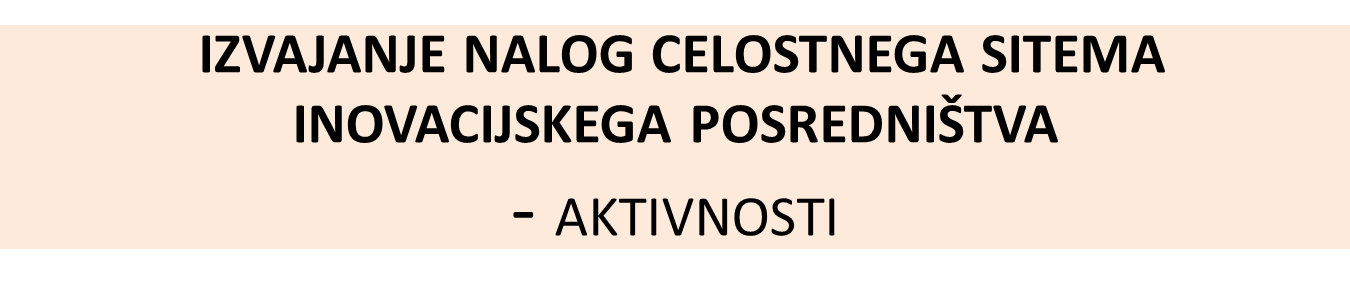 IZVAJANJE NALOG CELOSTNEGA SITEMA
INOVACIJSKEGA POSREDNIŠTVA
- AKTIVNOSTI